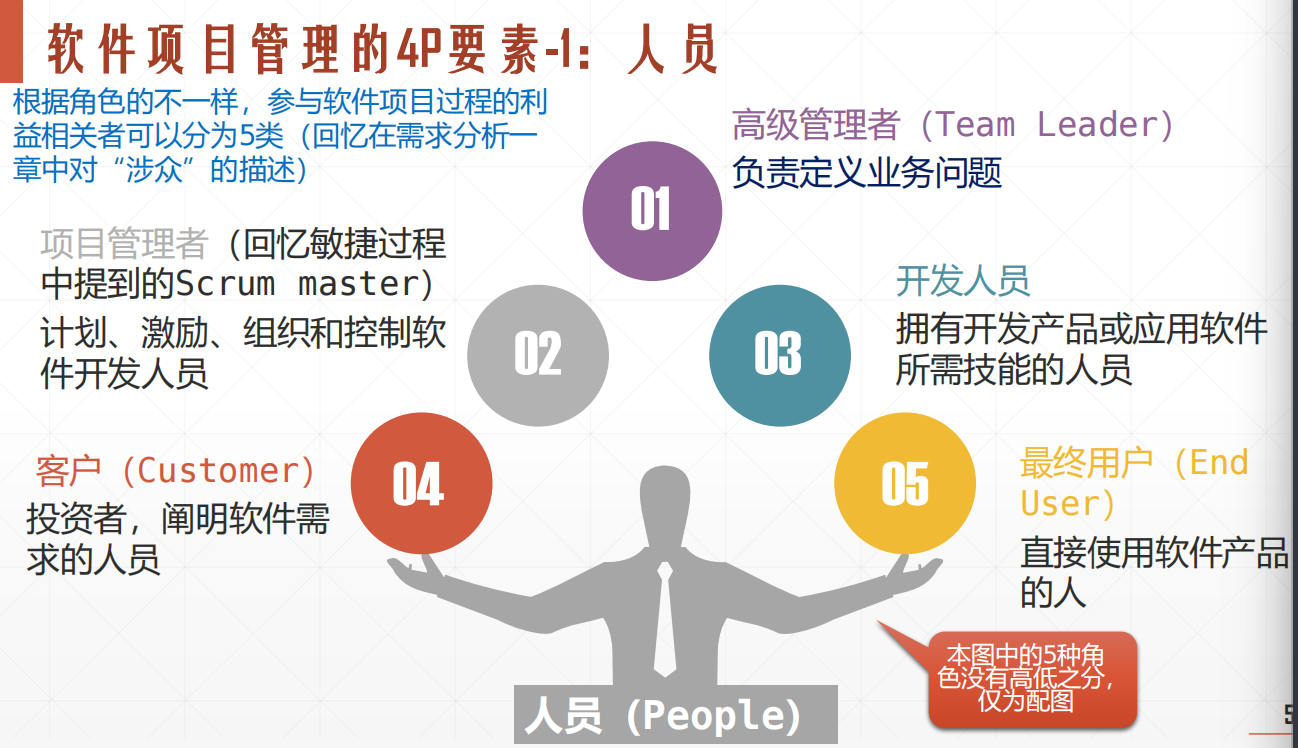 软件项目管理的4P要素-1：人员
根据角色的不一样，参与软件项目过程的利
益相关者可以分为5类（回忆在需求分析一
章中对“涉众”的描述）
01
高级管理者（Team Leader）
负责定义业务问题
02
项目管理者（回忆敏捷过程
中提到的Scrum master）
计划、激励、组织和控制软
件开发人员
03
开发人员
拥有开发产品或应用软件
所需技能的人员
04
客户（Customer）
投资者，阐明软件需
求的人员
05
最终用户（End
User）
直接使用软件产品
的人
本图中的5种角
色没有高低之分，
仅为配图
人员（People）